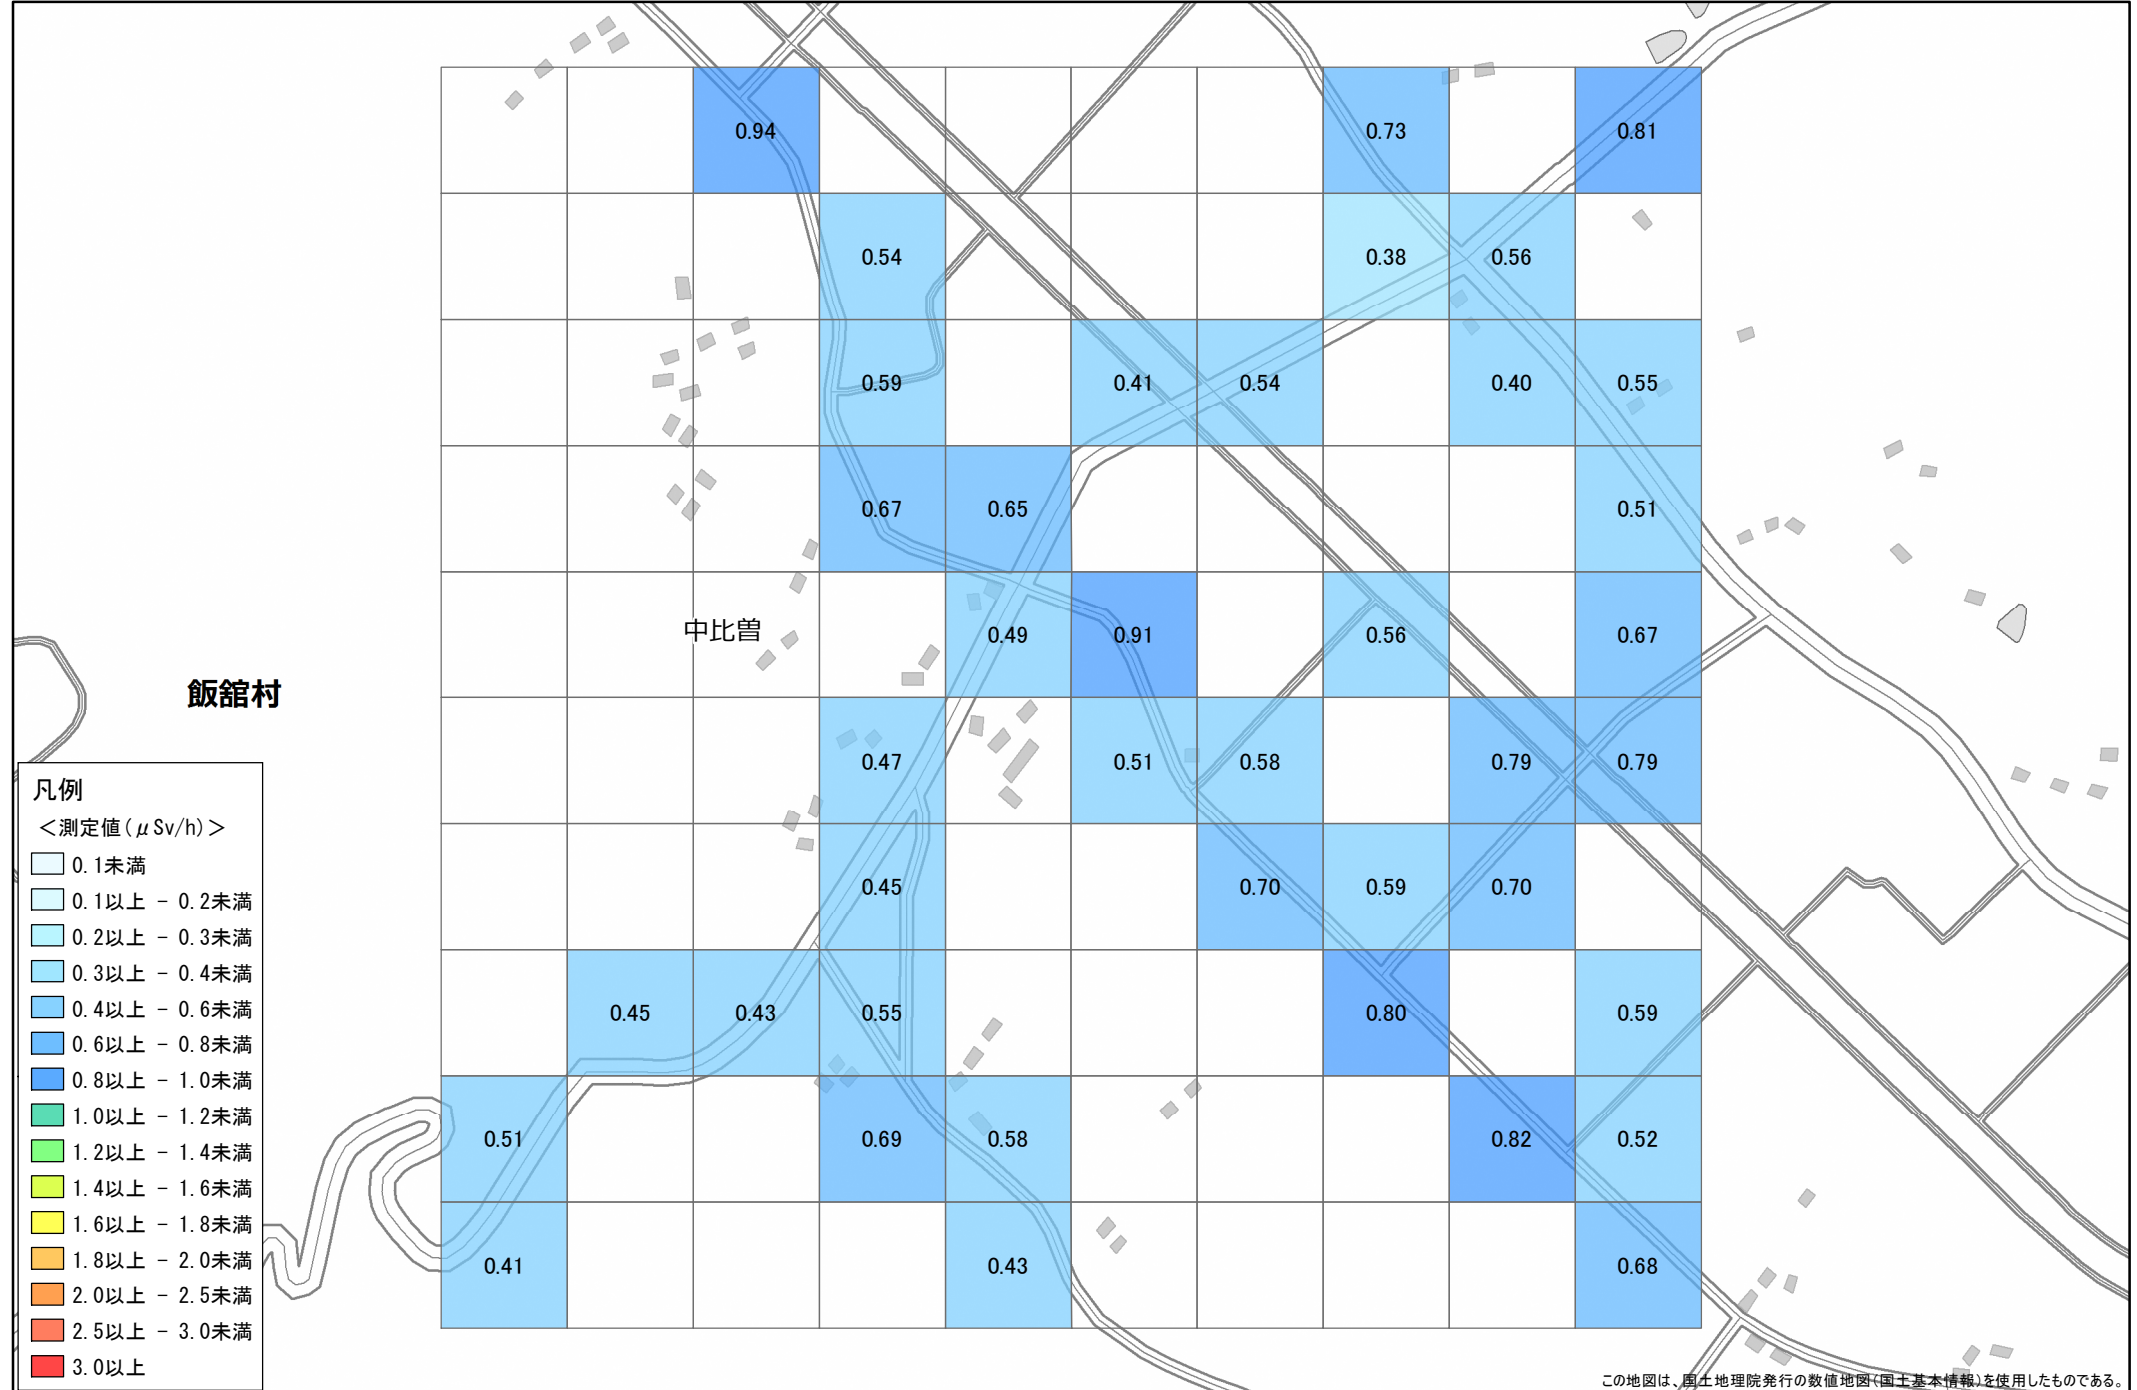 0.94
0.73
0.81
0.54
0.38
0.56
0.59
0.41
0.54
0.40
0.55
0.67
0.65
0.51
中比曽
0.49
0.91
0.56
0.67
飯舘村
0.47
0.51
0.58
0.79
0.79
0.45
0.70
0.59
0.70
0.45
0.43
0.55
0.80
0.59
0.51
0.69
0.58
0.82
0.52
0.41
0.43
0.68
凡例
＜測定値(μSv/h)＞
0.1未満
0.1以上 － 0.2未満
0.2以上 － 0.3未満
0.3以上 － 0.4未満
0.4以上 － 0.6未満
0.6以上 － 0.8未満
0.8以上 － 1.0未満
1.0以上 － 1.2未満
1.2以上 － 1.4未満
1.4以上 － 1.6未満
1.6以上 － 1.8未満
1.8以上 － 2.0未満
2.0以上 － 2.5未満
2.5以上 － 3.0未満
3.0以上
この地図は、国土地理院発行の数値地図(国土基本情報)を使用したものである。